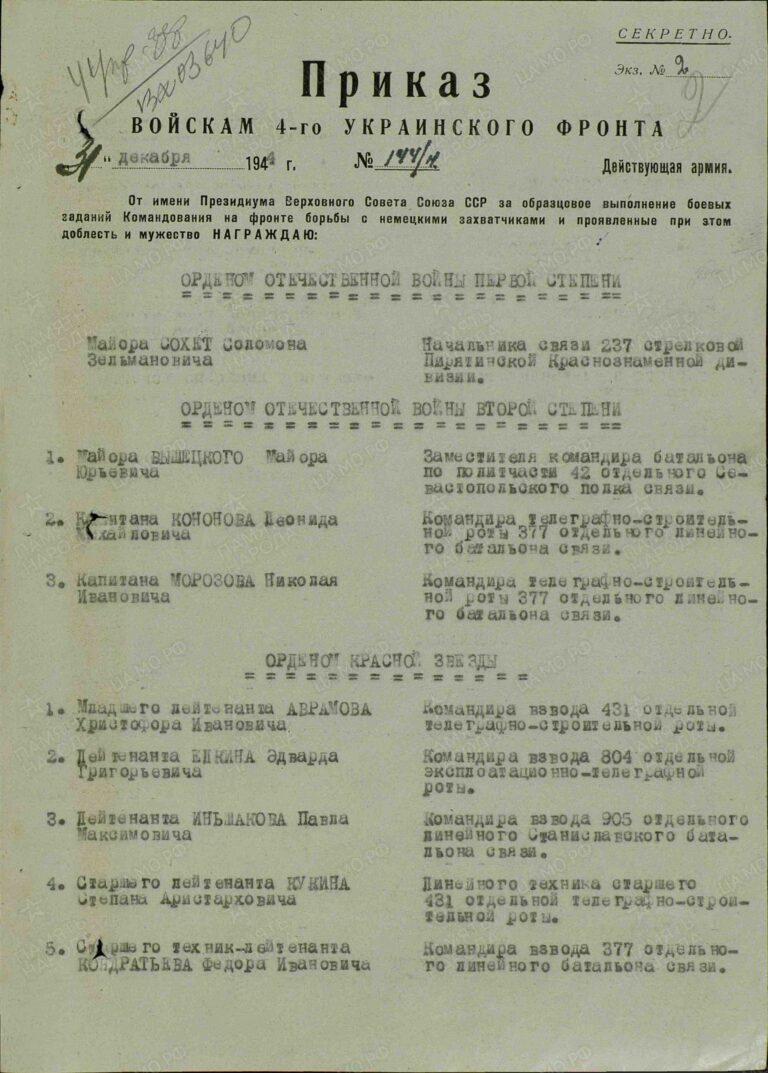 СЕКРЕТНО.
Экз. № 2
44пр 38
вх 03640
2
Приказ
ВОЙСКАМ 4-го УКРАИНСКОГО ФРОНТА
31 " декабря 1944 г. № 144/н Действующая армия.
От имени Президиума Верховного Совета Союза ССР за образцовое выполнение боевых
заданий Командования на фронте борьбы с немецкими захватчиками и проявленные при этом
доблесть и мужество НАГРАЖДАЮ:
ОРДЕНОМ ОТЕЧЕСТВЕННОЙ ВОЙНЫ ПЕРВОЙ СТЕПЕНИ
Майора СОХЕТ Соломона Начальника связи 237 стрелковой
Зельмановича Пирятинской Краснознаменной ди-
визии.
ОРДЕНОМ ОТЕЧЕСТВЕННОЙ ВОЙНЫ ВТОРОЙ СТЕПЕНИ
1. Майора ВЫШЕЦКОГО Майора Заместителя командира батальона
Юрьевича по политчасти 42 отдельного Се-
вастопольского полка связи.
2. Капитана КОНОНОВА Леонида Командира телеграфно-строитель-
Михайловича ной роты 377 отдельного линейно-
го батальона связи.
3. Капитана МОРОЗОВА Николая Командира телеграфно-строитель-
Ивановича ной роты 377 отдельного линейно-
го батальона связи.
ОРДЕНОМ КРАСНОЙ ЗВЕЗДЫ
1. Младшего лейтенанта АВРАМОВА Командира взвода 431 отдельной
Христофора Ивановича телеграфно-строительной роты.
2. Лейтенанта ЕЛКИНА Эдварда Командира взвода 804 отдельной
Григорьевича эксплоатационно-телеграфной
роты.
3. Лейтенанта ИНЬШАКОВА Павла Командира взвода 905 отдельного
Максимовича линейного Станиславского бата-
льона связи.
4. Старшего лейтенанта КУКИНА Линейного техника старшего
Степана Аристарховича 431 отдельной телеграфно-строи-
тельной роты.
5. Старшего техник-лейтенанта Командира взвода 377 отдельно-
КОНДРАТЬЕВА Федора Ивановича го линейного батальона связи.